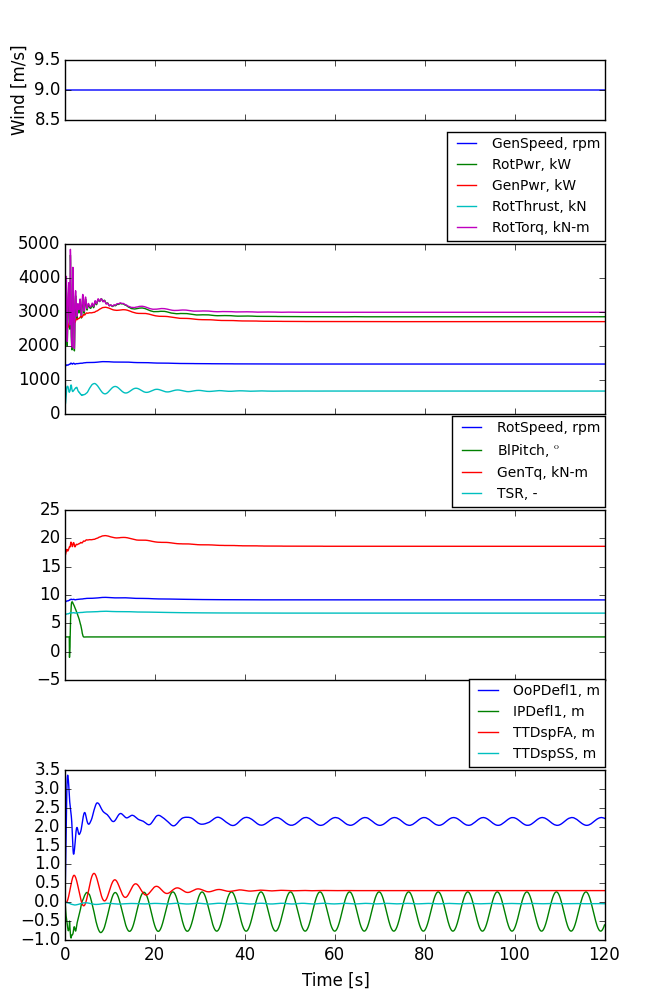 Wind [m/s]
9.5
9.0
8.5
GenSpeed, rpm
RotPwr, kW
GenPwr, kW
RotThrust, kN
RotTorq, kN-m
5000
4000
3000
2000
1000
0
RotSpeed, rpm
BlPitch, °
GenTq, kN-m
TSR, -
25
20
15
10
5
0
−5
OoPDefl1, m
IPDefl1, m
TTDspFA, m
TTDspSS, m
3.5
3.0
2.5
2.0
1.5
1.0
0.5
0.0
−0.5
−1.0
0 20 40 60 80 100 120
Time [s]